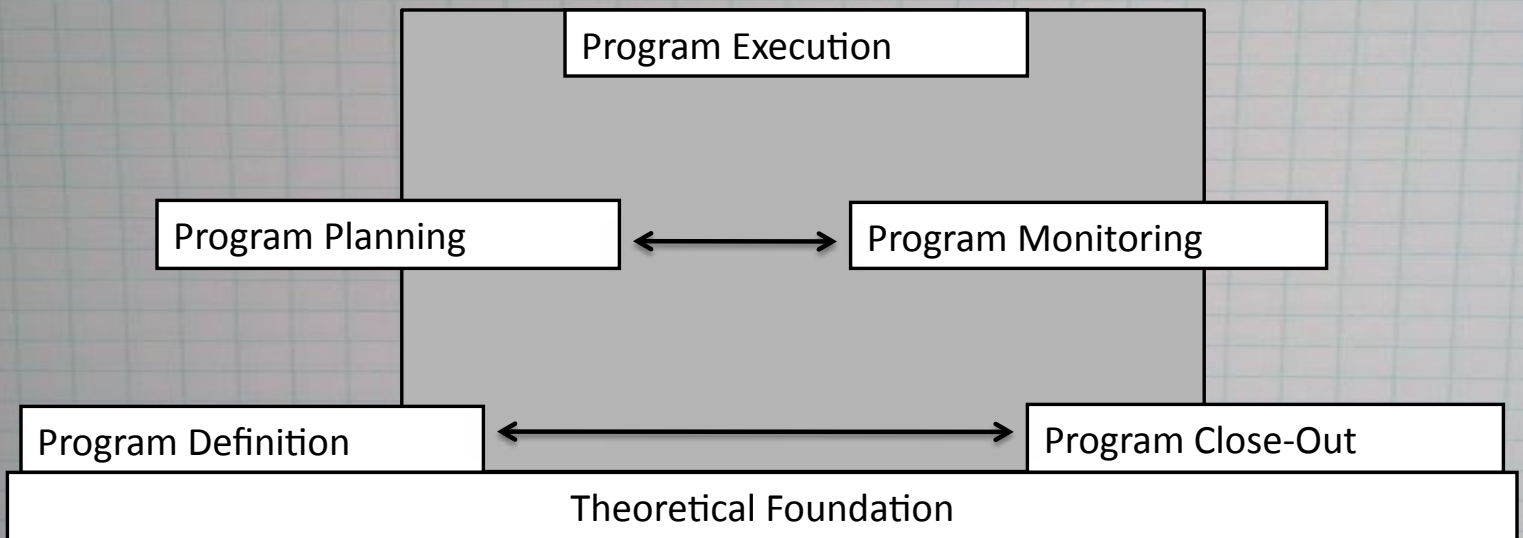 Program Execution
Program Planning
Program Monitoring
Program Definition
Program Close-Out
Theoretical Foundation